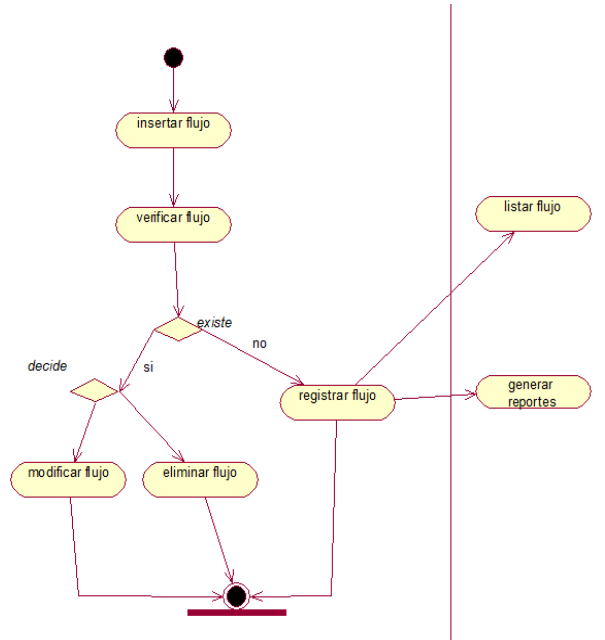 insertar flujo
listar flujo
verificar flujo
existe
no
decide
si
generar
reportes
registrar flujo
modificar flujo
eliminar flujo